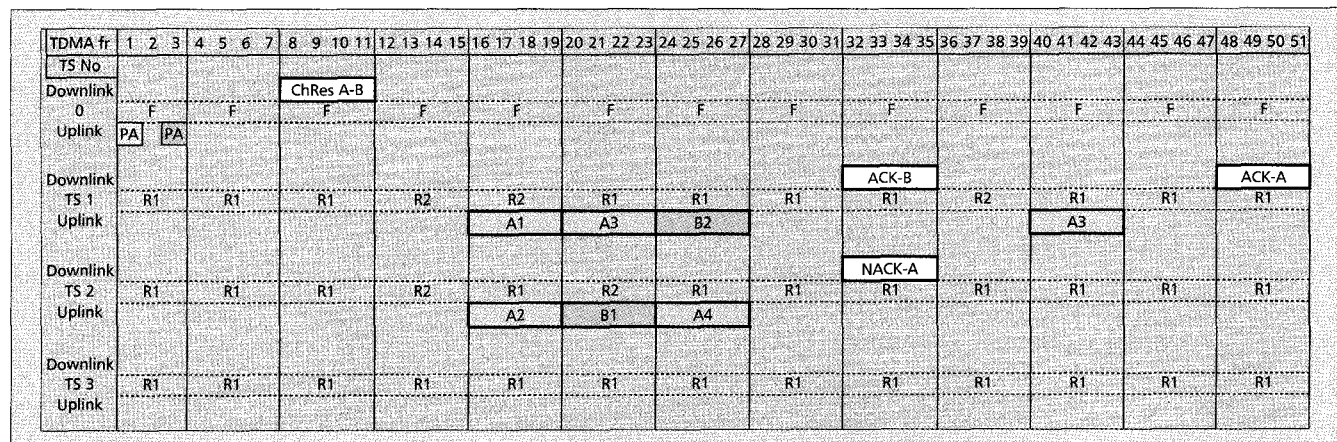 TDMA fr 1 2 3 4 5 6 7 8 9 10 11 12 13 14 15 16 17 18 19 20 21 22 23 24 25 26 27 28 29 30 31 32 33 34 35 36 37 38 39 40 41 42 43 44 45 46 47 48 49 50 51
TS No
Downlink ChRes A-B
0 F F F F F F F F F F F F F
Uplink PA PA
Downlink ACK-B ACK-A
TS 1 R1 R1 R1 R2 R2 R1 R1 R1 R1 R2 R1 R1 R1
Uplink A1 A3 B2 A3
Downlink NACK-A
TS 2 R1 R1 R1 R2 R1 R2 R1 R1 R1 R1 R1 R1 R1
Uplink A2 B1 A4
Downlink
TS 3 R1 R1 R1 R1 R1 R1 R1 R1 R1 R1 R1 R1 R1
Uplink